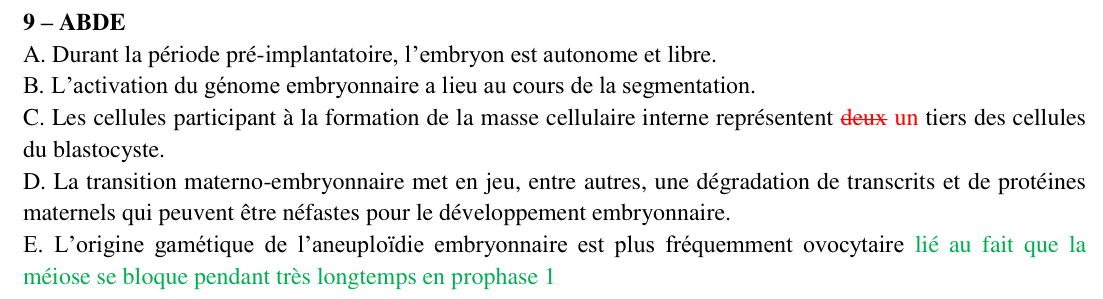 9 – ABDE
A. Durant la période pré-implantatoire, l’embryon est autonome et libre.
B. L’activation du génome embryonnaire a lieu au cours de la segmentation.
C. Les cellules participant à la formation de la masse cellulaire interne représentent deux un tiers des cellules
du blastocyste.
D. La transition materno-embryonnaire met en jeu, entre autres, une dégradation de transcrits et de protéines
maternels qui peuvent être néfastes pour le développement embryonnaire.
E. L’origine gamétique de l’aneuploïdie embryonnaire est plus fréquemment ovocytaire lié au fait que la
méiose se bloque pendant très longtemps en prophase 1